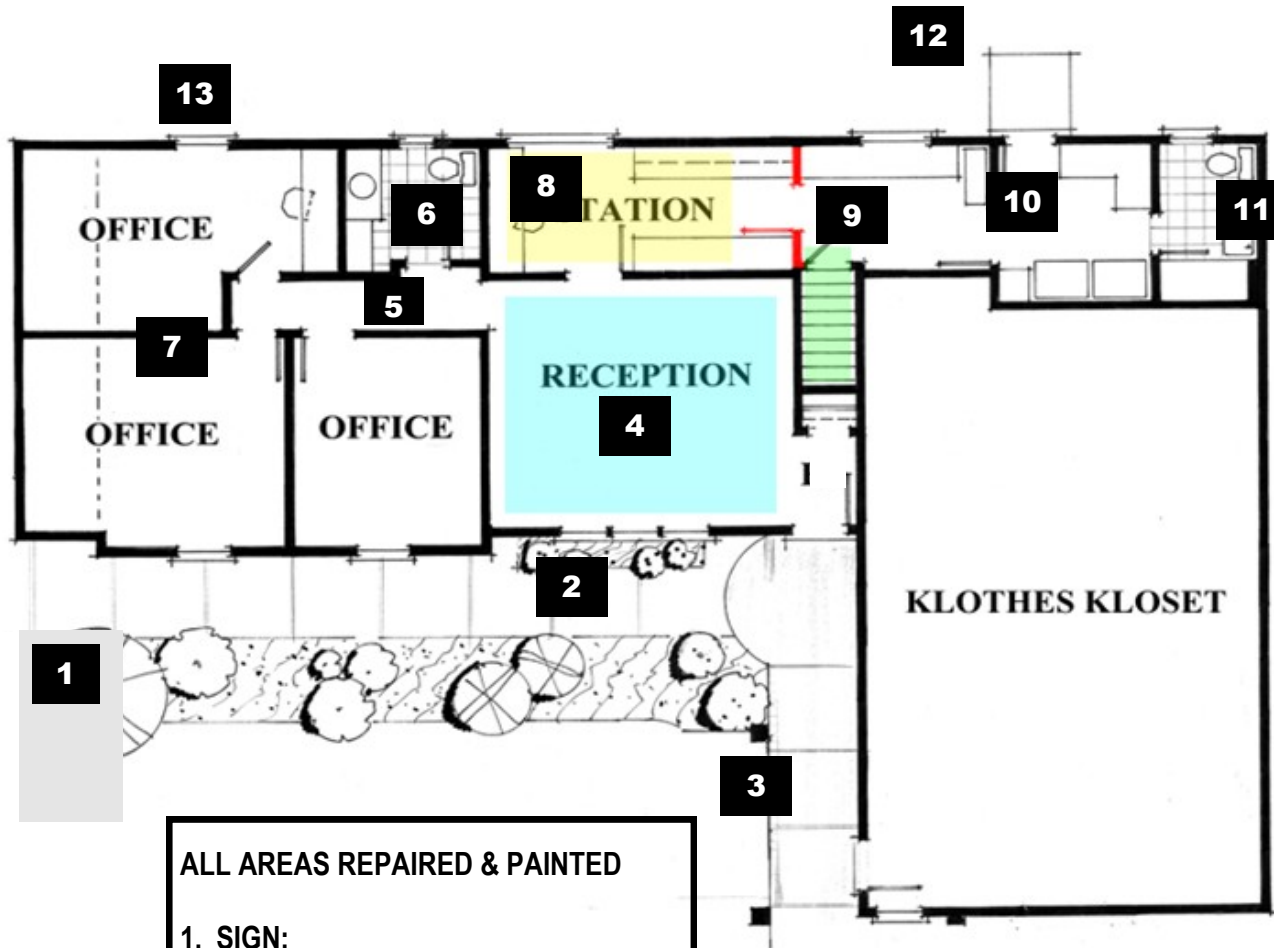 12
13
8
TATION
OFFICE
6
9
10
11
5
7
RECEPTION
OFFICE
OFFICE
4
2
KLOTHES KLOSET
1
3
ALL AREAS REPAIRED & PAINTED
1. SIGN: